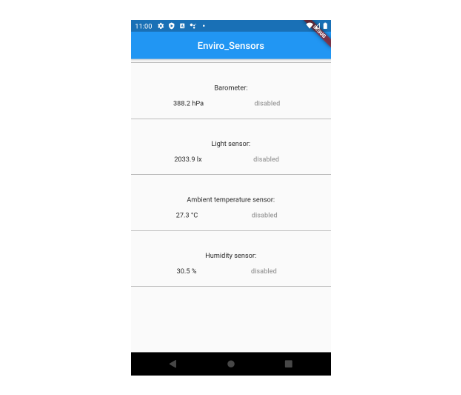 11:00
DEBUG
Enviro_Sensors
Barometer:
388.2 hPa disabled
Light sensor:
2033.9 lx disabled
Ambient temperature sensor:
27.3 °C disabled
Humidity sensor:
30.5 % disabled